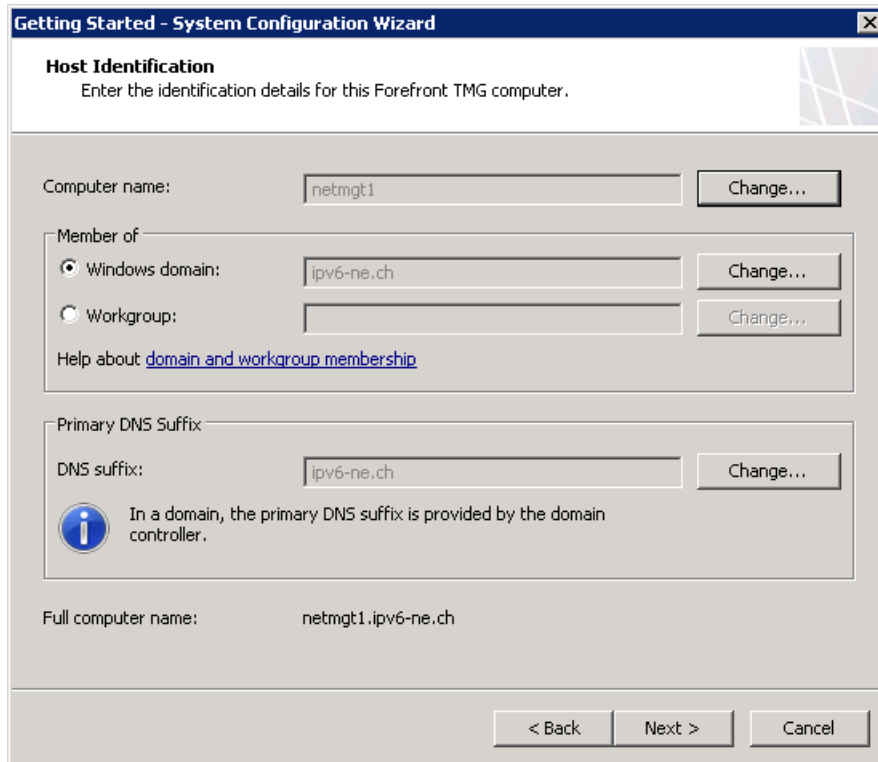 Getting Started - System Configuration Wizard
Host Identification
Enter the identification details for this Forefront TMG computer.
Computer name: netmgt1 Change...
Member of
Windows domain: ipv6-ne.ch Change...
Workgroup: Change...
Help about domain and workgroup membership
Primary DNS Suffix
DNS suffix: ipv6-ne.ch Change...
In a domain, the primary DNS suffix is provided by the domain
controller.
Full computer name: netmgt1.ipv6-ne.ch
< Back Next > Cancel